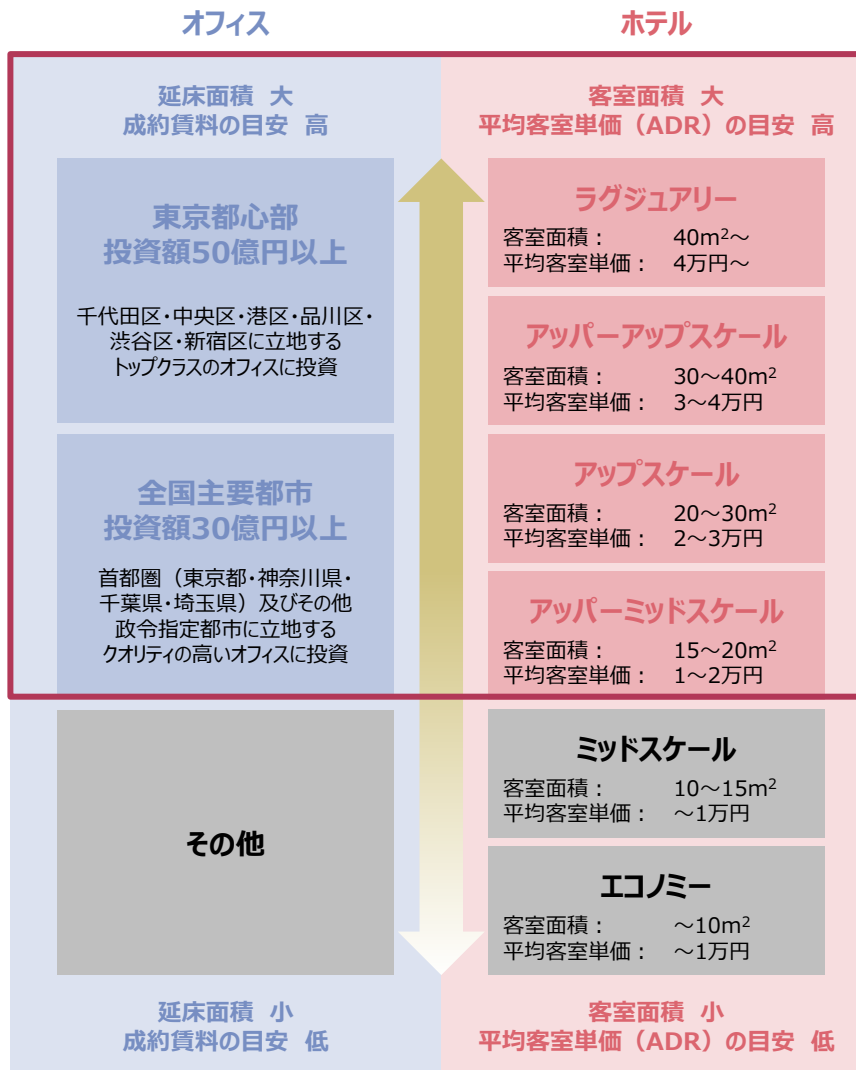 オフィス
延床面積 大
成約賃料の目安 高
東京都心部
投資額50億円以上
千代田区・中央区・港区・品川区・
渋谷区・新宿区に立地する
トップクラスのオフィスに投資
全国主要都市
投資額30億円以上
首都圏（東京都・神奈川県・
千葉県・埼玉県）及びその他
政令指定都市に立地する
クオリティの高いオフィスに投資
その他
延床面積 小
成約賃料の目安 低
ホテル
客室面積 大
平均客室単価（ADR）の目安 高
ラグジュアリー
客室面積： 40m²～
平均客室単価： 4万円～
アッパーアップスケール
客室面積： 30～40m²
平均客室単価： 3～4万円
アップスケール
客室面積： 20～30m²
平均客室単価： 2～3万円
アッパーミッドスケール
客室面積： 15～20m²
平均客室単価： 1～2万円
ミッドスケール
客室面積： 10～15m²
平均客室単価： ～1万円
エコノミー
客室面積： ～10m²
平均客室単価： ～1万円
客室面積 小
平均客室単価（ADR）の目安 低